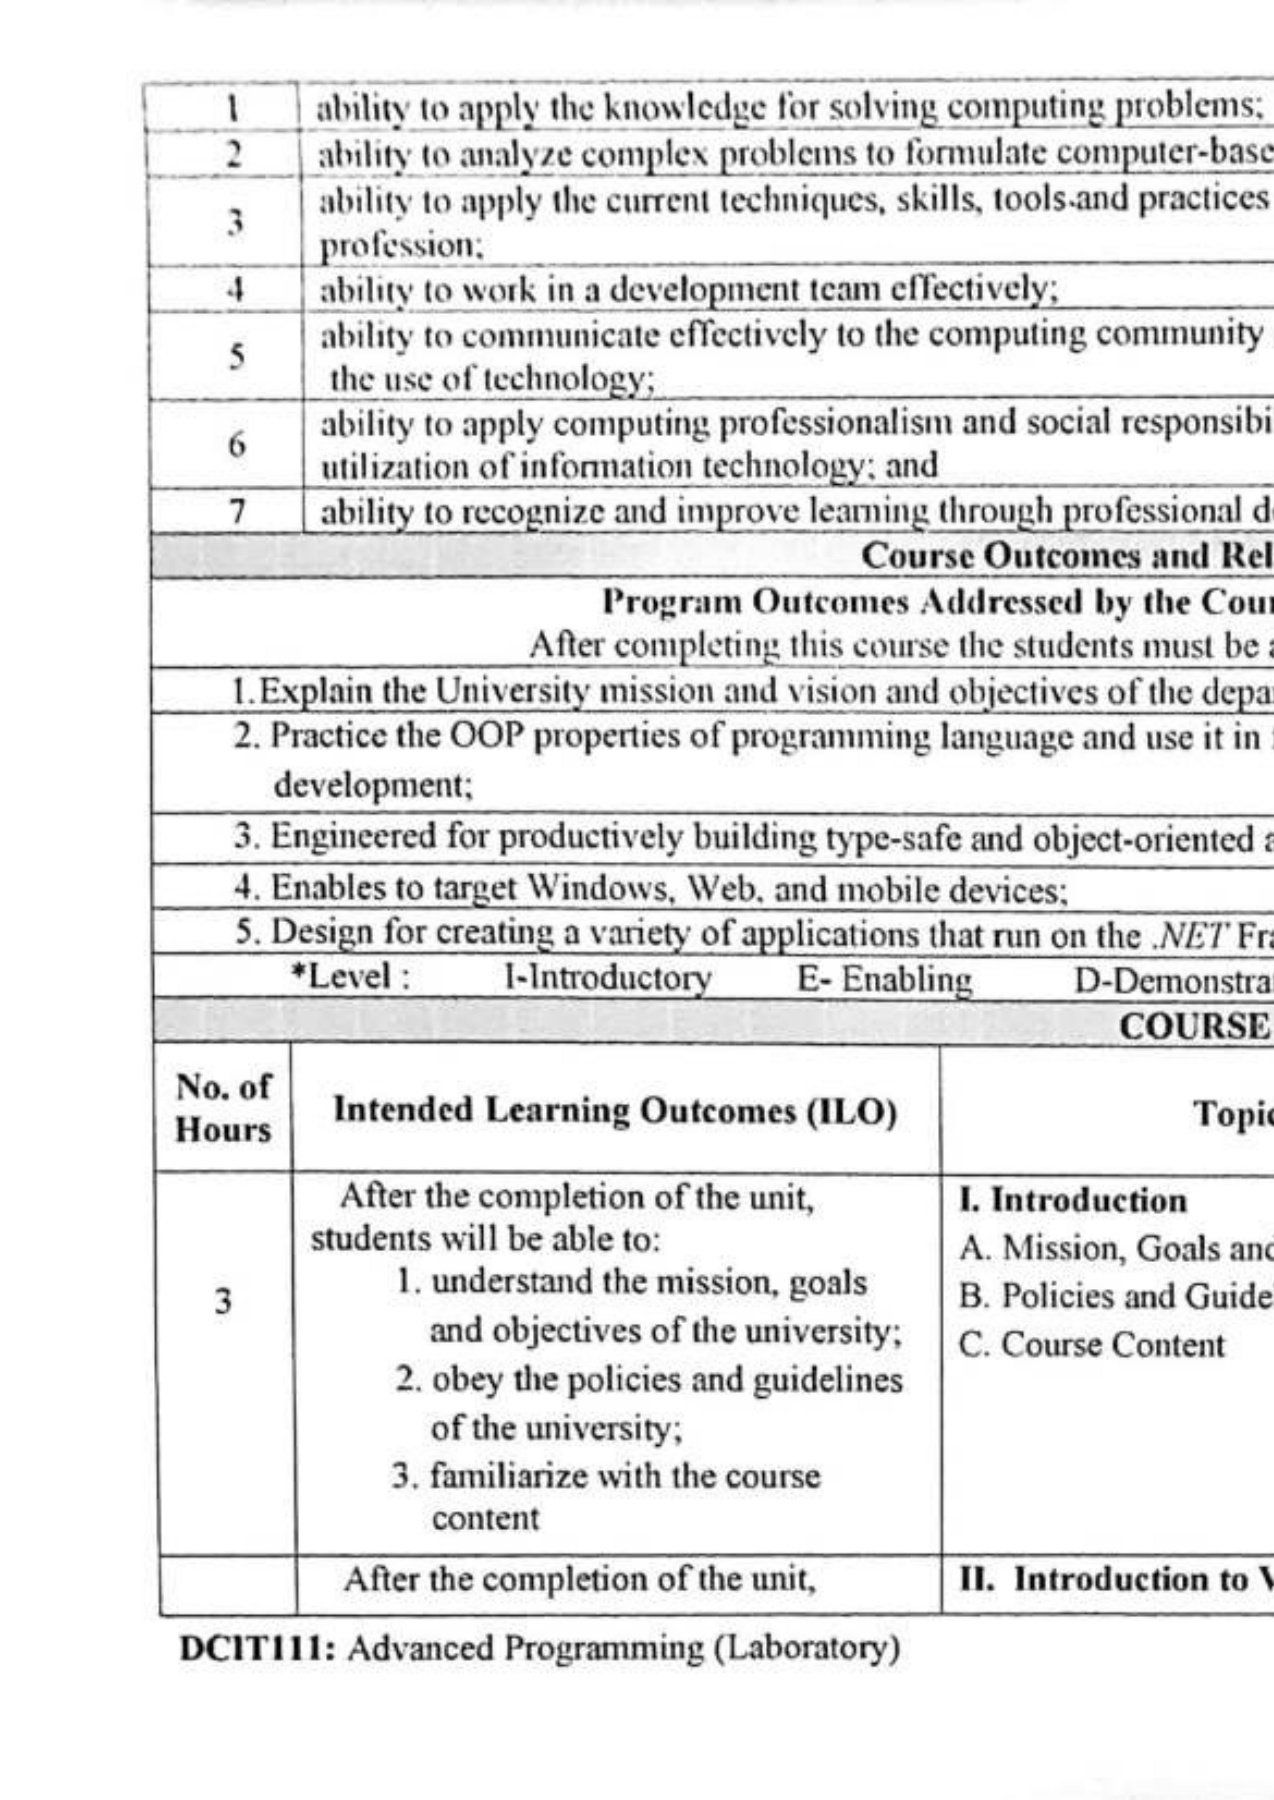 1 ability to apply the knowledge for solving computing problems;
2 ability to analyze complex problems to formulate computer-base
3 ability to apply the current techniques, skills, tools and practices
profession;
4 ability to work in a development team effectively;
5 ability to communicate effectively to the computing community
the use of technology;
6 ability to apply computing professionalism and social responsibi
utilization of information technology; and
7 ability to recognize and improve learning through professional d
Course Outcomes and Rel
Program Outcomes Addressed by the Cour
After completing this course the students must be a
1.Explain the University mission and vision and objectives of the depar
2. Practice the OOP properties of programming language and use it in
development;
3. Engineered for productively building type-safe and object-oriented a
4. Enables to target Windows, Web, and mobile devices;
5. Design for creating a variety of applications that run on the .NET Fra
*Level : I-Introductory E- Enabling D-Demonstra
COURSE
No. of
Hours
Intended Learning Outcomes (ILO)
Topic
3
After the completion of the unit,
students will be able to:
1. understand the mission, goals
and objectives of the university;
2. obey the policies and guidelines
of the university;
3. familiarize with the course
content
I. Introduction
A. Mission, Goals and
B. Policies and Guide
C. Course Content
After the completion of the unit,
II. Introduction to V
DCIT111: Advanced Programming (Laboratory)